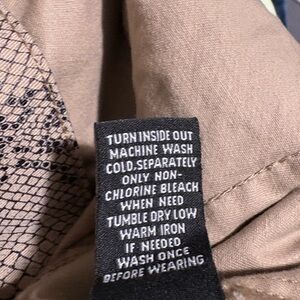 TURN INSIDE OUT
MACHINE WASH
COLD.SEPARATELY
ONLY NON-
CHLORINE BLEACH
WHEN NEED
TUMBLE DRY LOW
WARM IRON
IF NEEDED
WASH ONCE
BEFORE WEARING